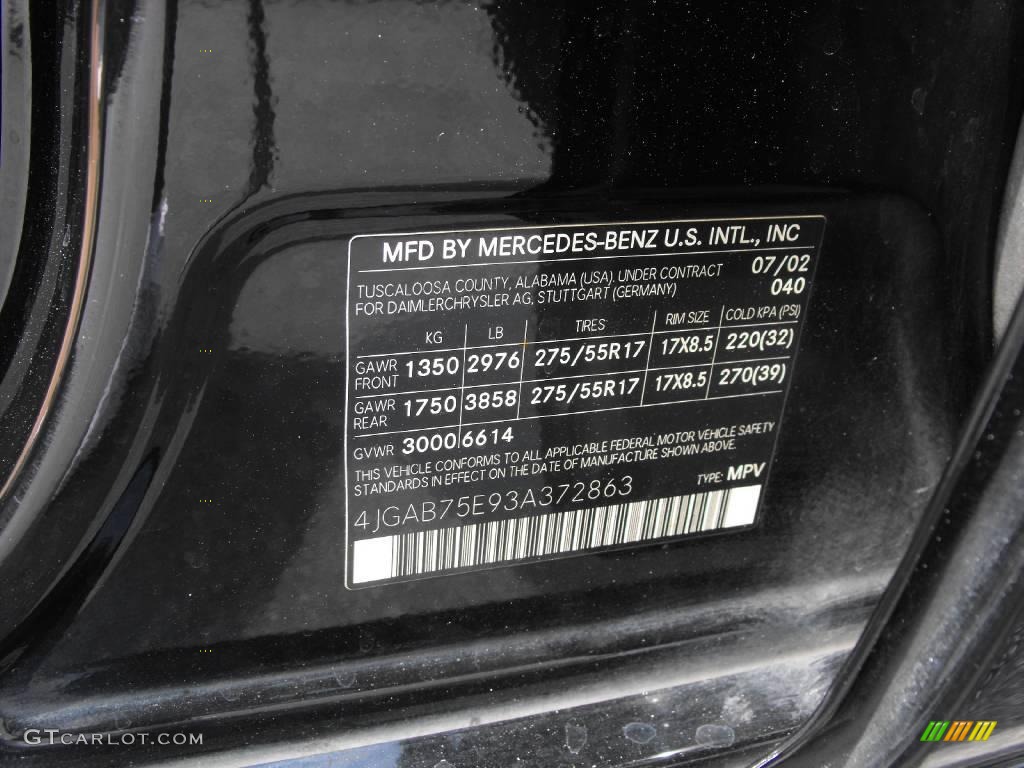 MFD BY MERCEDES-BENZ U.S. INTL., INC
TUSCALOOSA COUNTY, ALABAMA (USA). UNDER CONTRACT 07/02
FOR DAIMLERCHRYSLER AG, STUTTGART (GERMANY) 040
KG LB TIRES RIM SIZE COLD KPA (PSI)
GAWR FRONT 1350 2976 275/55R17 17X8.5 220(32)
GAWR REAR 1750 3858 275/55R17 17X8.5 270(39)
GVWR 3000 6614
THIS VEHICLE CONFORMS TO ALL APPLICABLE FEDERAL MOTOR VEHICLE SAFETY
STANDARDS IN EFFECT ON THE DATE OF MANUFACTURE SHOWN ABOVE.
TYPE: MPV
4JGAB75E93A372863
GTCARLOT.COM